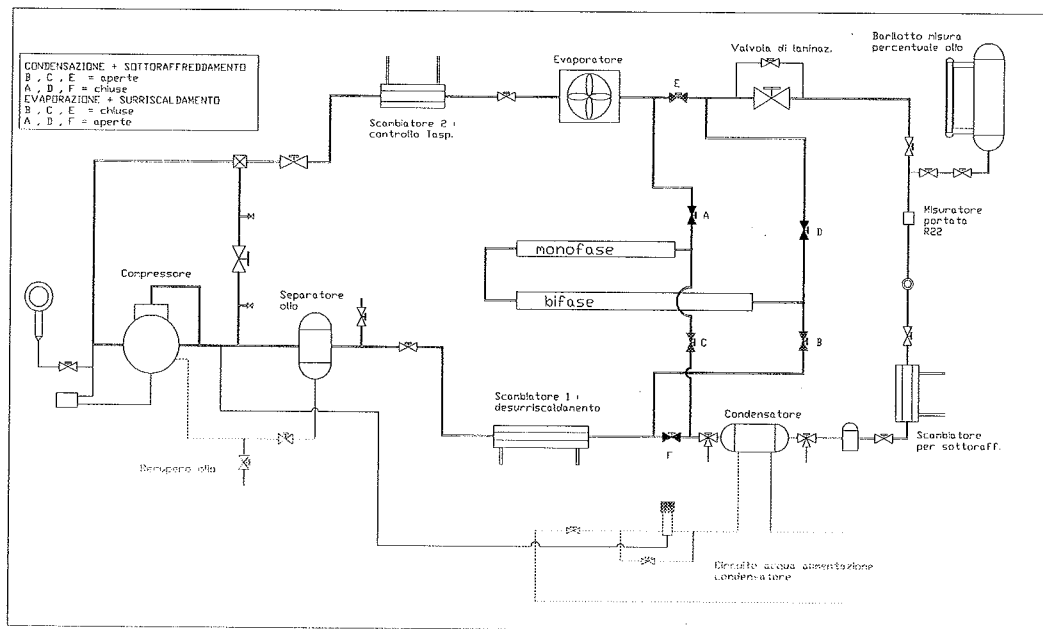 CONDENSAZIONE + SOTTORAFFREDDAMENTO
B , C , E = aperte
A, D, F = chiuse
EVAPORAZIONE + SURRISCALDAMENTO
B , C , E = chiuse
A , D, F = aperte
Scambiatore 2 :
controllo Tasp.
Evaporatore
E
Valvola di laminaz.
Barilotto misura
percentuale olio
A
D
Misuratore
portata
R22
monofase
bifase
Compressore
Separatore
olio
C
B
Scambiatore 1 :
desurriscaldamento
Condensatore
F
Scambiatore
per sottoraff.
Recupero olio
Circuito acqua alimentazione
condensatore